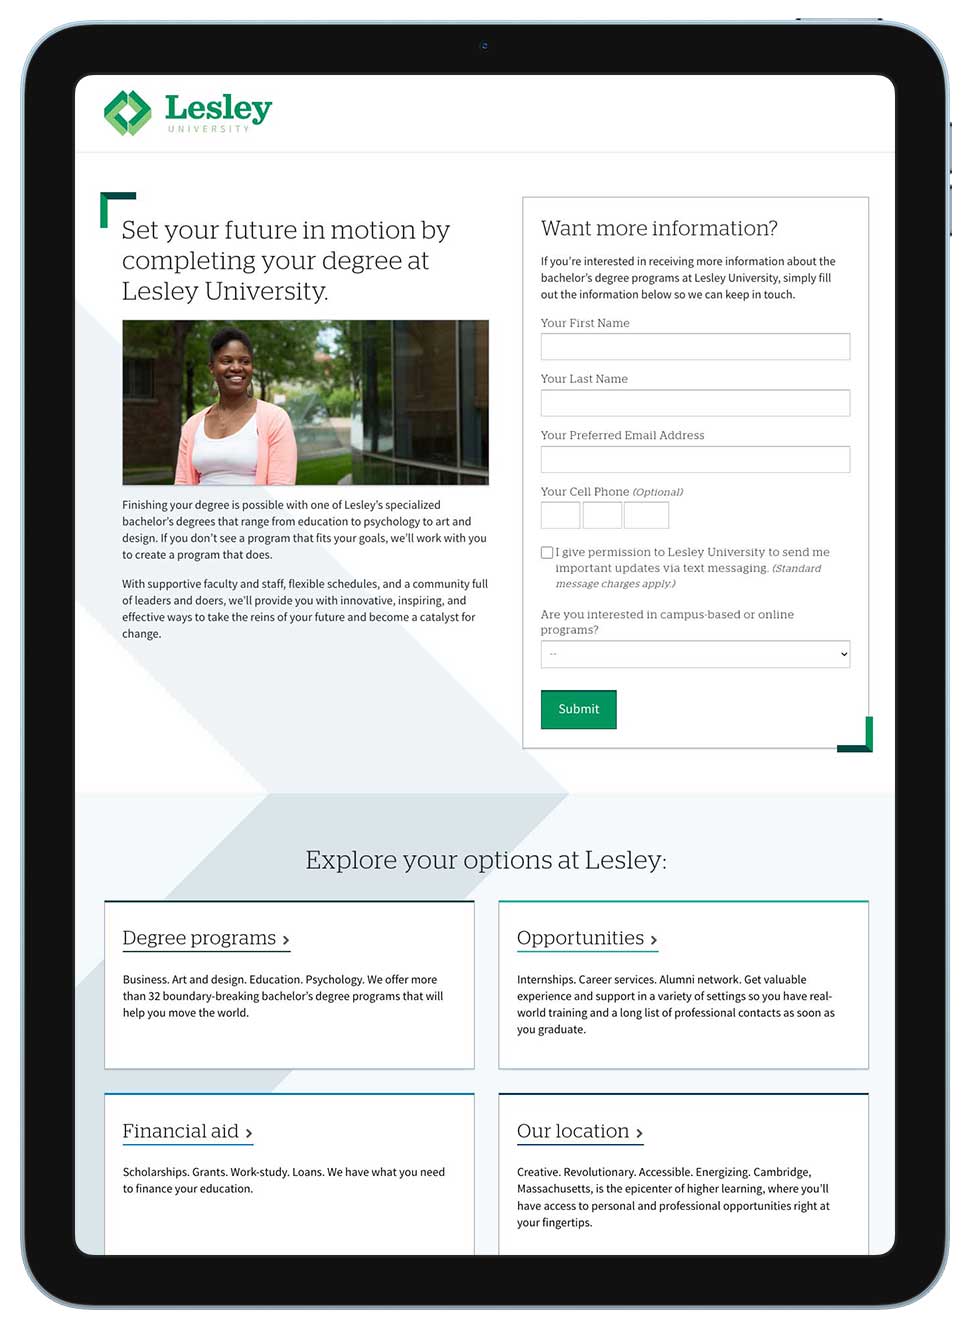 Lesley
UNIVERSITY
Set your future in motion by
completing your degree at
Lesley University.
Finishing your degree is possible with one of Lesley's specialized
bachelor's degrees that range from education to psychology to art and
design. If you don't see a program that fits your goals, we'll work with you
to create a program that does.
With supportive faculty and staff, flexible schedules, and a community full
of leaders and doers, we'll provide you with innovative, inspiring, and
effective ways to take the reins of your future and become a catalyst for
change.
Want more information?
If you're interested in receiving more information about the
bachelor's degree programs at Lesley University, simply fill
out the information below so we can keep in touch.
Your First Name
Your Last Name
Your Preferred Email Address
Your Cell Phone (Optional)
I give permission to Lesley University to send me
important updates via text messaging. (Standard
message charges apply.)
Are you interested in campus-based or online
programs?
--
Submit
Explore your options at Lesley:
Degree programs ›
Business. Art and design. Education. Psychology. We offer more
than 32 boundary-breaking bachelor's degree programs that will
help you move the world.
Opportunities ›
Internships. Career services. Alumni network. Get valuable
experience and support in a variety of settings so you have real-
world training and a long list of professional contacts as soon as
you graduate.
Financial aid ›
Scholarships. Grants. Work-study. Loans. We have what you need
to finance your education.
Our location ›
Creative. Revolutionary. Accessible. Energizing. Cambridge,
Massachusetts, is the epicenter of higher learning, where you'll
have access to personal and professional opportunities right at
your fingertips.